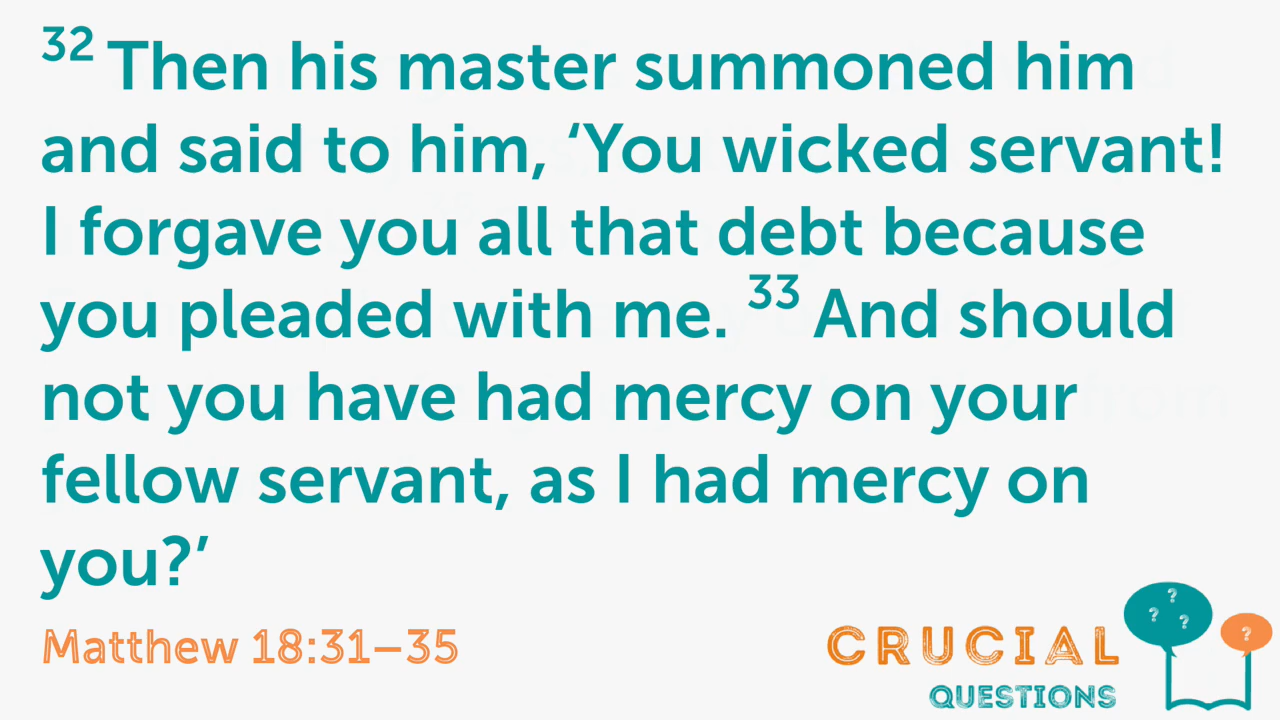 32 Then his master summoned him
and said to him, ‘You wicked servant!
I forgave you all that debt because
you pleaded with me. 33 And should
not you have had mercy on your
fellow servant, as I had mercy on
you?’
Matthew 18:31–35
CRUCIAL
QUESTIONS
? ? ? ?